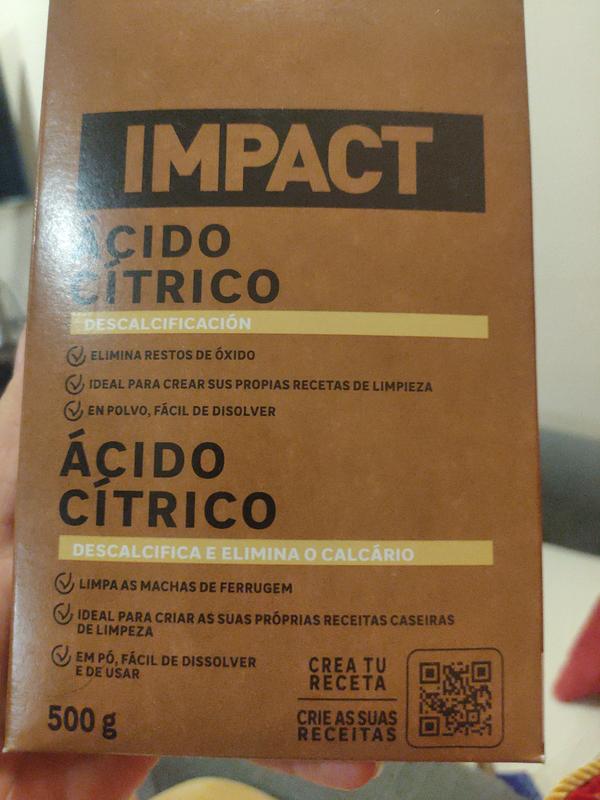 IMPACT
ÁCIDO
CÍTRICO
DESCALCIFICACIÓN
ELIMINA RESTOS DE ÓXIDO
IDEAL PARA CREAR SUS PROPIAS RECETAS DE LIMPIEZA
EN POLVO, FÁCIL DE DISOLVER
ÁCIDO
CÍTRICO
DESCALCIFICA E ELIMINA O CALCÁRIO
LIMPA AS MACHAS DE FERRUGEM
IDEAL PARA CRIAR AS SUAS PRÓPRIAS RECEITAS CASEIRAS
DE LIMPEZA
EM PÓ, FÁCIL DE DISSOLVER
E DE USAR
500 g
CREA TU
RECETA
CRIE AS SUAS
RECEITAS